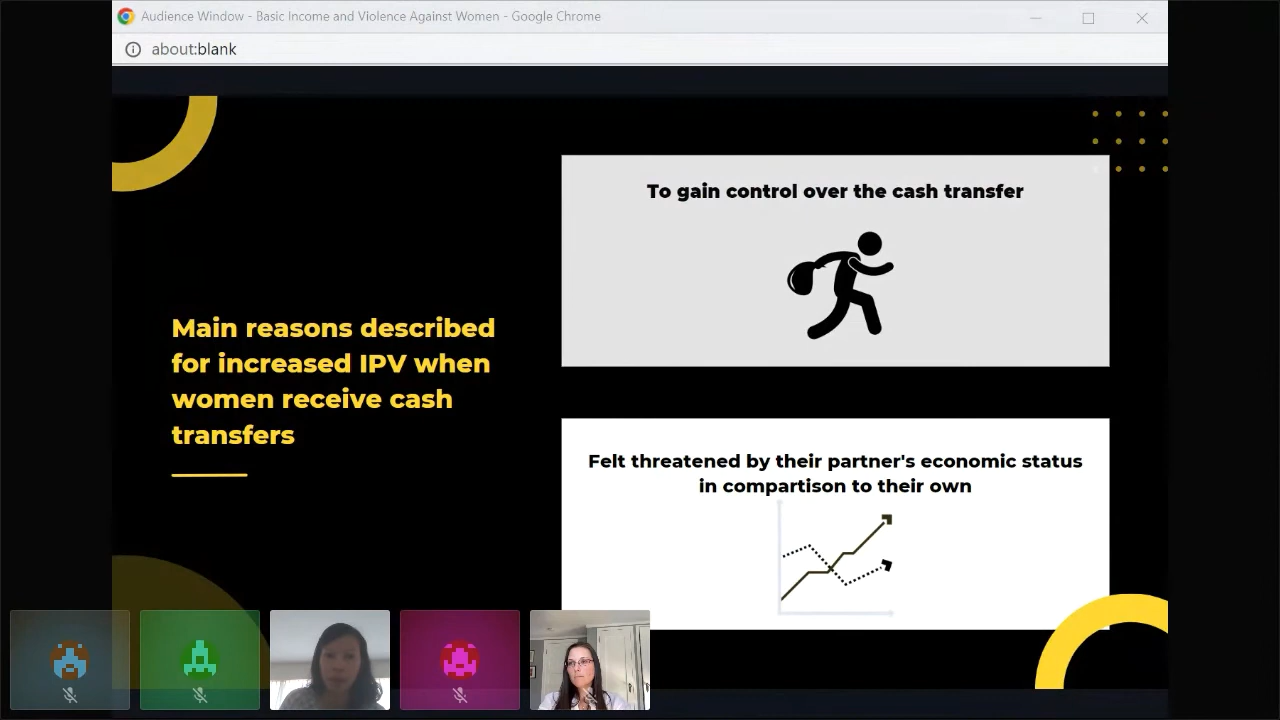 Audience Window - Basic Income and Violence Against Women - Google Chrome
about:blank
Main reasons described
for increased IPV when
women receive cash
transfers
To gain control over the cash transfer
Felt threatened by their partner's economic status
in compartison to their own